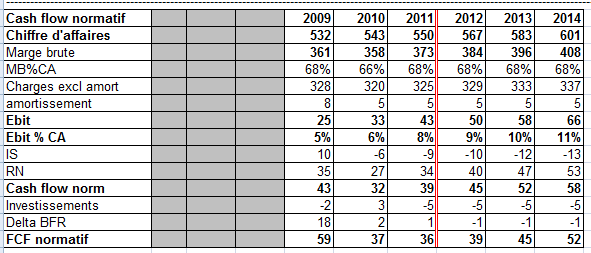 Cash flow normatif 2009 2010 2011 2012 2013 2014
Chiffre d'affaires 532 543 550 567 583 601
Marge brute 361 358 373 384 396 408
MB%CA 68% 66% 68% 68% 68% 68%
Charges excl amort 328 320 325 329 333 337
amortissement 8 5 5 5 5 5
Ebit 25 33 43 50 58 66
Ebit % CA 5% 6% 8% 9% 10% 11%
IS 10 -6 -9 -10 -12 -13
RN 35 27 34 40 47 53
Cash flow norm 43 32 39 45 52 58
Investissements -2 3 -5 -5 -5 -5
Delta BFR 18 2 1 -1 -1 -1
FCF normatif 59 37 36 39 45 52